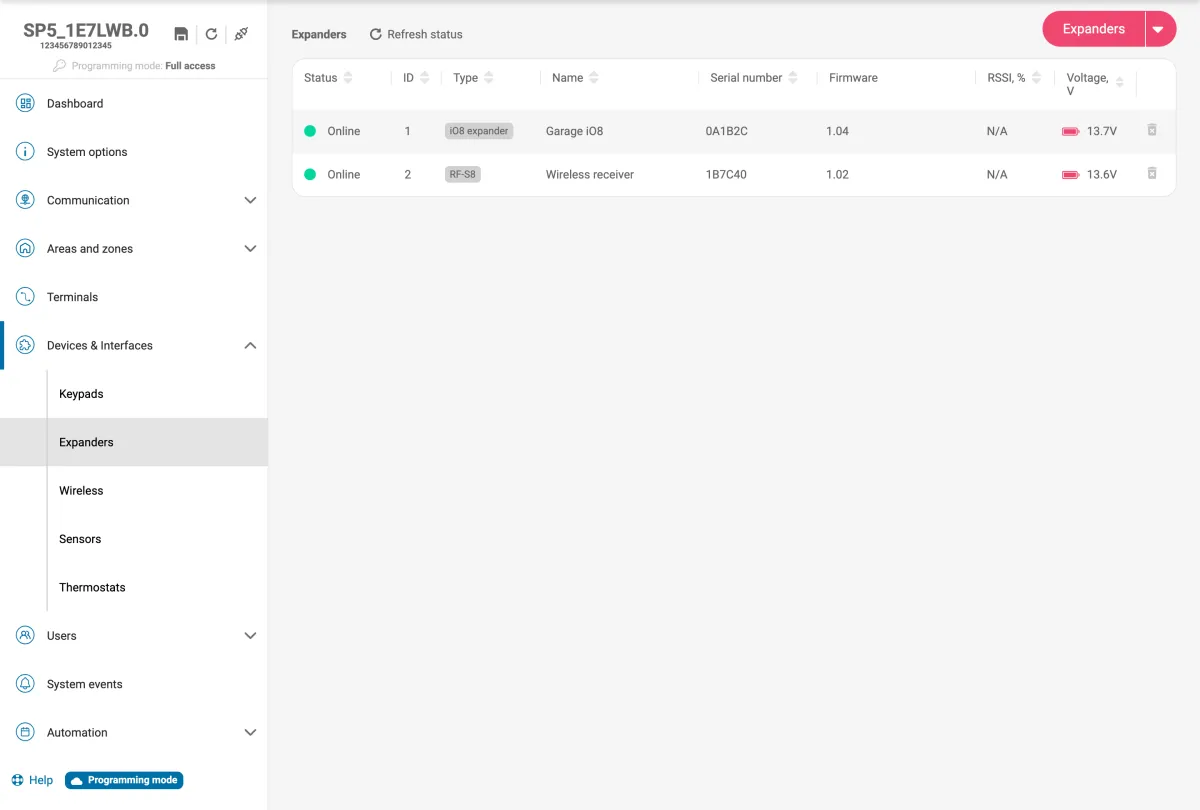 SP5_1E7LWB.0
123456789012345
Programming mode: Full access
Dashboard
System options
Communication
Areas and zones
Terminals
Devices & Interfaces
Keypads
Expanders
Wireless
Sensors
Thermostats
Users
System events
Automation
Help
Programming mode
Expanders
Refresh status
Expanders
Status ID Type Name Serial number Firmware RSSI, % Voltage,
V
Online 1 iO8 expander Garage iO8 0A1B2C 1.04 N/A 13.7V
Online 2 RF-S8 Wireless receiver 1B7C40 1.02 N/A 13.6V